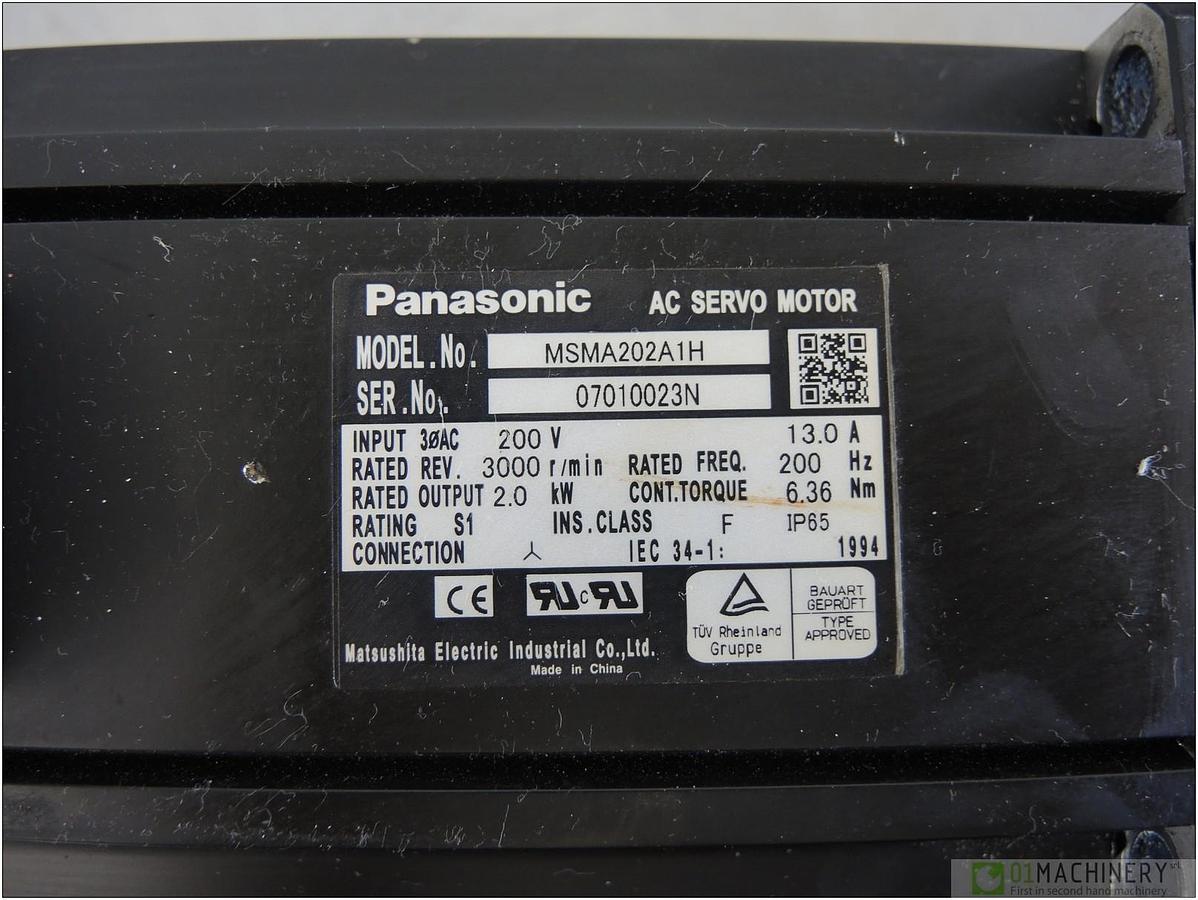 Panasonic AC SERVO MOTOR
MODEL.No. MSMA202A1H
SER.No. 07010023N
INPUT 3øAC 200 V 13.0 A
RATED REV. 3000 r/min RATED FREQ. 200 Hz
RATED OUTPUT 2.0 kW CONT.TORQUE 6.36 Nm
RATING S1 INS.CLASS F IP65
CONNECTION IEC 34-1: 1994
CE RU c RU
TÜV Rheinland
Gruppe
BAUART
GEPRÜFT
TYPE
APPROVED
Matsushita Electric Industrial Co.,Ltd.
Made in China
01MACHINERY srl
First in second hand machinery